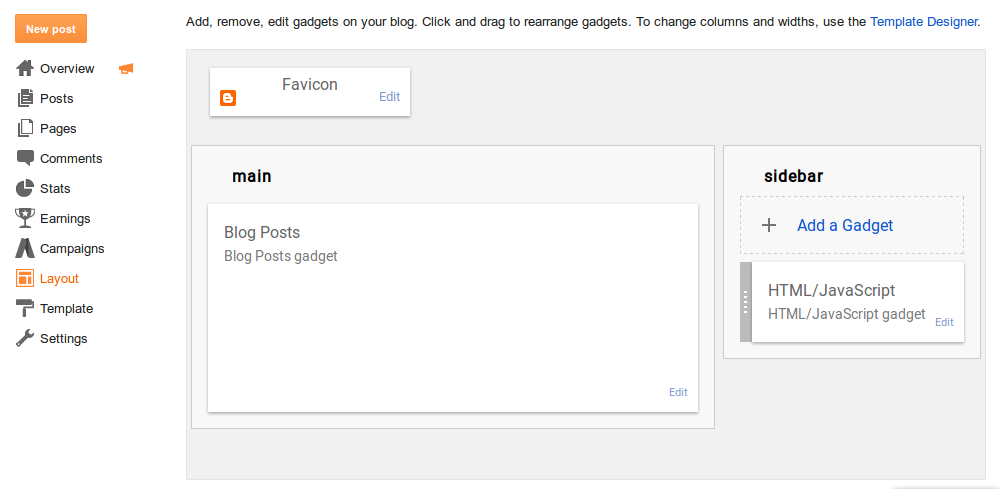 New post
Add, remove, edit gadgets on your blog. Click and drag to rearrange gadgets. To change columns and widths, use the Template Designer.
Overview
Posts
Pages
Comments
Stats
Earnings
Campaigns
Layout
Template
Settings
Favicon
Edit
main
Blog Posts
Blog Posts gadget
Edit
sidebar
Add a Gadget
HTML/JavaScript
HTML/JavaScript gadget
Edit